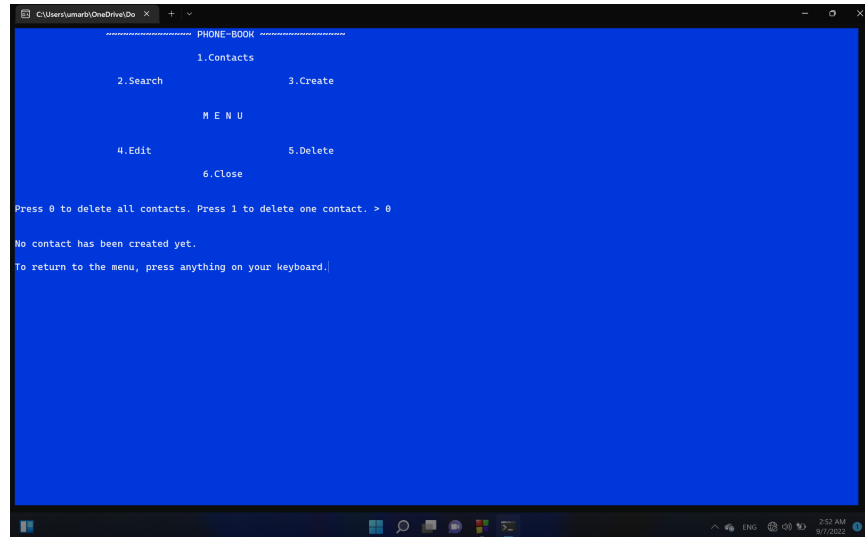 C:\Users\umarb\OneDrive\Do
~~~~~~~~~~~~~~~ PHONE-BOOK ~~~~~~~~~~~~~~~
1.Contacts
2.Search 3.Create
M E N U
4.Edit 5.Delete
6.Close
Press 0 to delete all contacts. Press 1 to delete one contact. > 0
No contact has been created yet.
To return to the menu, press anything on your keyboard.
ENG
2:52 AM
9/7/2022
1